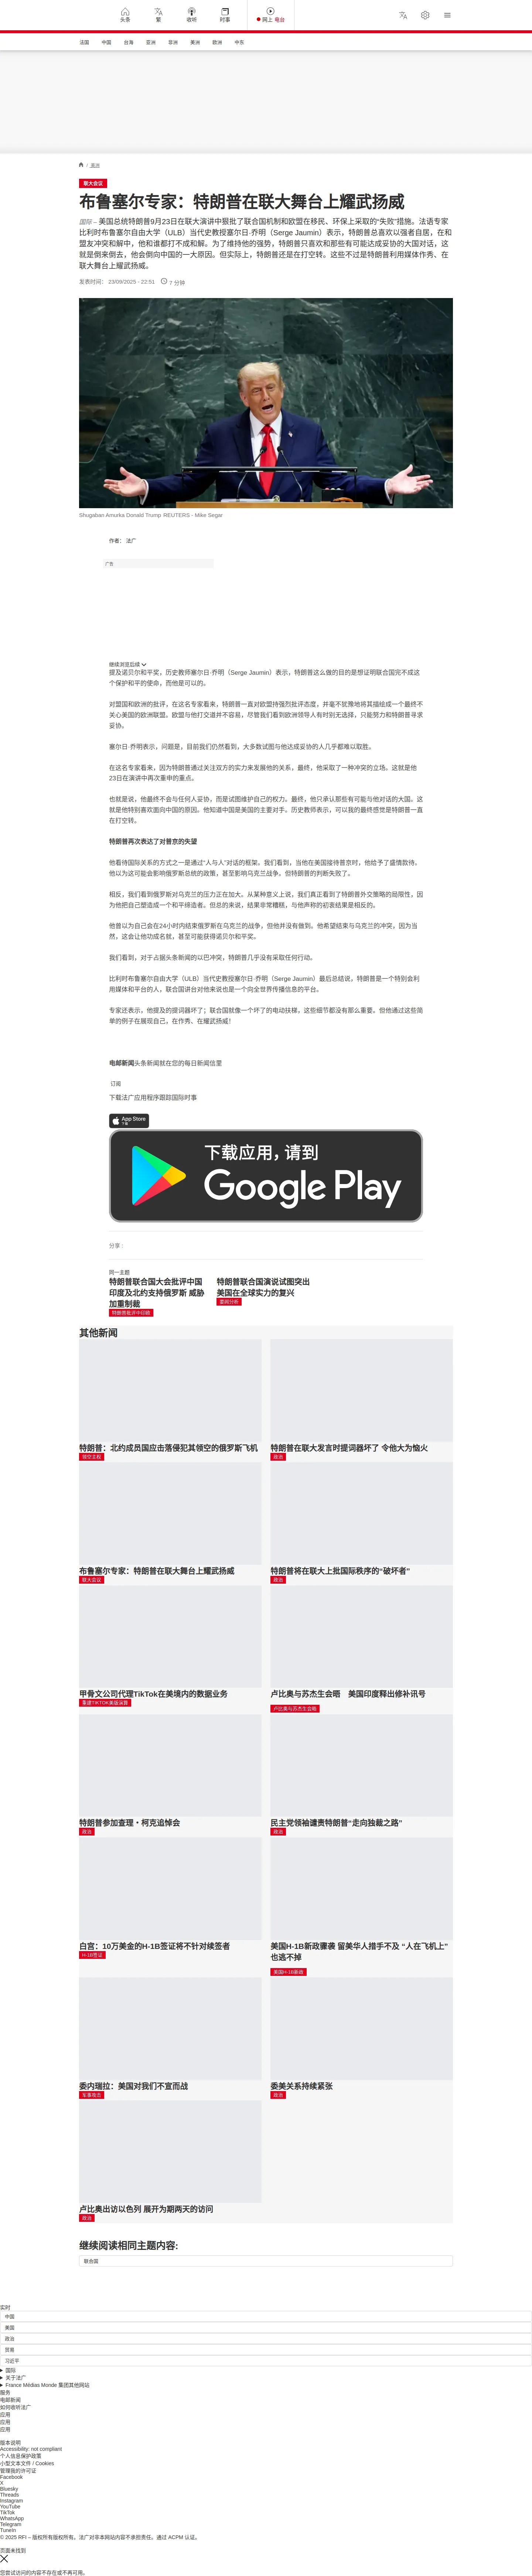 头条
繁
收听
时事
网上 电台
法国
中国
台海
亚洲
非洲
美洲
欧洲
中东
/ 政治
联大会议
布鲁塞尔专家：特朗普在联大舞台上耀武扬威
国际 – 美国总统特朗普9月23日在联大演讲中狠批了联合国机制和欧盟在移民、环保上采取的“失败”措施。法语专家
比利时布鲁塞尔自由大学（ULB）当代史教授塞尔日·乔明（Serge Jaumin）表示，特朗普总喜欢以强者自居，在和
盟友冲突和解中，他和谁都打不成和解。为了维持他的强势，特朗普只喜欢和那些有可能达成妥协的大国对话，这
就是倒来倒去，他会倒向中国的一大原因。但实际上，特朗普还是在打空转。这些不过是特朗普利用媒体作秀、在
联大舞台上耀武扬威。
发表时间： 23/09/2025 - 22:51
7 分钟
Shugaban Amurka Donald Trump REUTERS - Mike Segar
作者： 法广
广告
继续浏览后续
提及诺贝尔和平奖，历史教师塞尔日·乔明（Serge Jaumin）表示，特朗普这么做的目的是想证明联合国完不成这
个保护和平的使命，而他是可以的。
对盟国和欧洲的批评，在这名专家看来，特朗普一直对欧盟持强烈批评态度，并毫不犹豫地将其描绘成一个最终不
关心美国的欧洲联盟。欧盟与他打交道并不容易，尽管我们看到欧洲领导人有时别无选择，只能努力和特朗普寻求
妥协。
塞尔日·乔明表示，问题是，目前我们仍然看到，大多数试图与他达成妥协的人几乎都难以取胜。
在这名专家看来，因为特朗普通过关注双方的实力来发展他的关系，最终，他采取了一种冲突的立场。这就是他
23日在演讲中再次重申的重点。
也就是说，他最终不会与任何人妥协，而是试图维护自己的权力。最终，他只承认那些有可能与他对话的大国。这
就是他特别喜欢面向中国的原因。他知道中国是美国的主要对手。历史教师表示，可以我的最终感觉是特朗普一直
在打空转。
特朗普再次表达了对普京的失望
他看待国际关系的方式之一是通过“人与人”对话的框架。我们看到，当他在美国接待普京时，他给予了盛情款待。
他以为这可能会影响俄罗斯总统的政策，甚至影响乌克兰战争。但特朗普的判断失败了。
相反，我们看到俄罗斯对乌克兰的压力正在加大。从某种意义上说，我们真正看到了特朗普外交策略的局限性，因
为他把自己塑造成一个和平缔造者。但总的来说，结果非常糟糕，与他声称的初衷结果是相反的。
他曾以为自己会在24小时内结束俄罗斯在乌克兰的战争，但他并没有做到。他希望结束与乌克兰的冲突，因为当
然，这会让他功成名就，甚至可能获得诺贝尔和平奖。
我们看到，对于占据头条新闻的以巴冲突，特朗普几乎没有采取任何行动。
比利时布鲁塞尔自由大学（ULB）当代史教授塞尔日·乔明（Serge Jaumin）最后总结说，特朗普是一个特别会利
用媒体和平台的人，联合国讲台对他来说也是一个向全世界传播信息的平台。
专家还表示，他提及的提词器坏了；联合国就像一个坏了的电动扶梯，这些细节都没有那么重要。但他通过这些简
单的例子在展现自己，在作秀、在耀武扬威！
电邮新闻头条新闻就在您的每日新闻信里
订阅
下载法广应用程序跟踪国际时事
App Store
下载
下载应用，请到
Google Play
分享 :
同一主题
特朗普联合国大会批评中国印度及北约支持俄罗斯 威胁加重制裁
特朗普批评中印欧
特朗普联合国演说试图突出美国在全球实力的复兴
要闻分析
其他新闻
特朗普：北约成员国应击落侵犯其领空的俄罗斯飞机
领空主权
特朗普在联大发言时提词器坏了 令他大为恼火
政治
布鲁塞尔专家：特朗普在联大舞台上耀武扬威
联大会议
特朗普将在联大上批国际秩序的“破坏者”
政治
甲骨文公司代理TikTok在美境内的数据业务
重建TIKTOK美版演算
卢比奥与苏杰生会晤　美国印度释出修补讯号
卢比奥与苏杰生会晤
特朗普参加查理・柯克追悼会
政治
民主党领袖谴责特朗普“走向独裁之路”
政治
白宫：10万美金的H-1B签证将不针对续签者
H-1B签证
美国H-1B新政骤袭 留美华人措手不及 “人在飞机上”也逃不掉
美国H-1B新政
委内瑞拉：美国对我们不宣而战
军事攻击
委美关系持续紧张
政治
卢比奥出访以色列 展开为期两天的访问
政治
继续阅读相同主题内容:
联合国
实时
中国
美国
政治
贸易
习近平
国际
关于法广
France Médias Monde 集团其他网站
服务
电邮新闻
如何收听法广
应用
应用
应用
版本说明
Accessibility: not compliant
个人信息保护政策
小型文本文件 / Cookies
管理我的许可证
Facebook
X
Bluesky
Threads
Instagram
YouTube
TikTok
WhatsApp
Telegram
TuneIn
© 2025 RFI – 版权所有版权所有。法广对非本网站内容不承担责任。通过 ACPM 认证。
页面未找到
您尝试访问的内容不存在或不再可用。